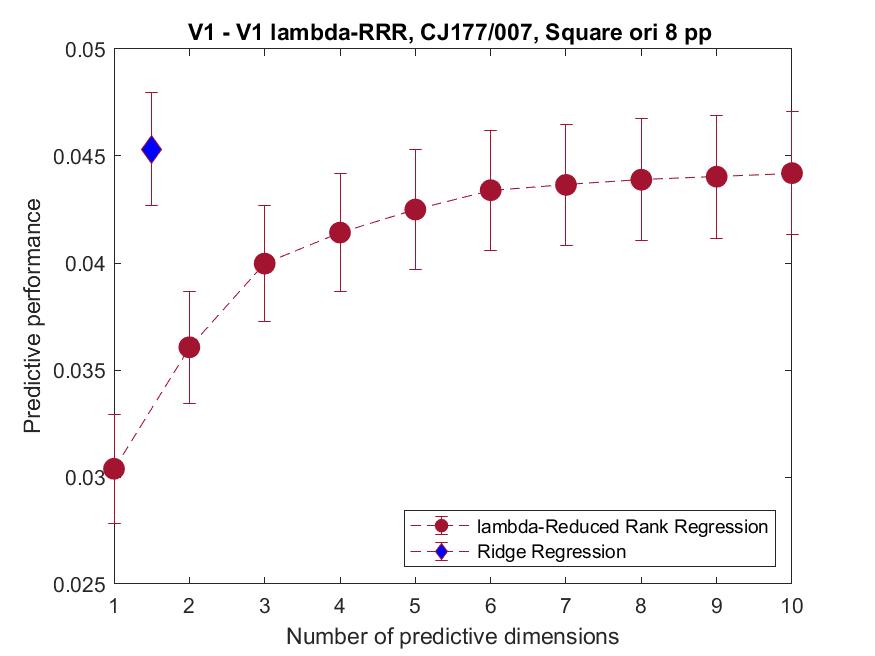 V1 - V1 lambda-RRR, CJ177/007, Square ori 8 pp
0.05
0.045
0.04
0.035
0.03
0.025
Predictive performance
lambda-Reduced Rank Regression
Ridge Regression
1 2 3 4 5 6 7 8 9 10
Number of predictive dimensions